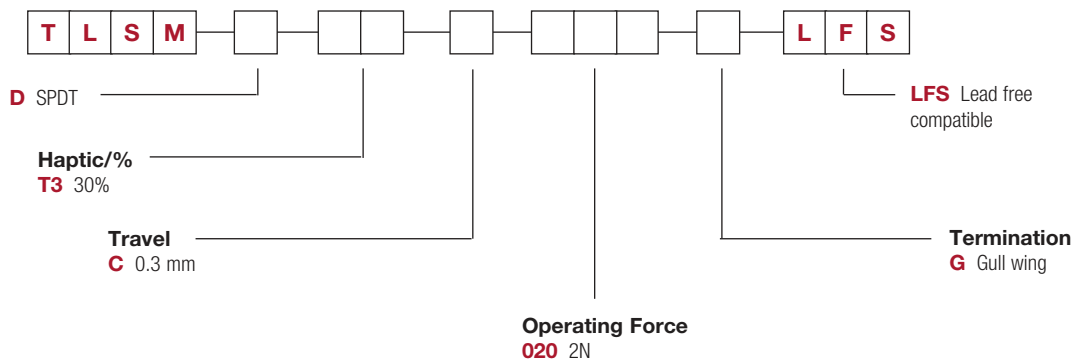 T L S M L F S
D SPDT
LFS Lead free
compatible
Haptic/%
T3 30%
Travel
C 0.3 mm
Termination
G Gull wing
Operating Force
020 2N